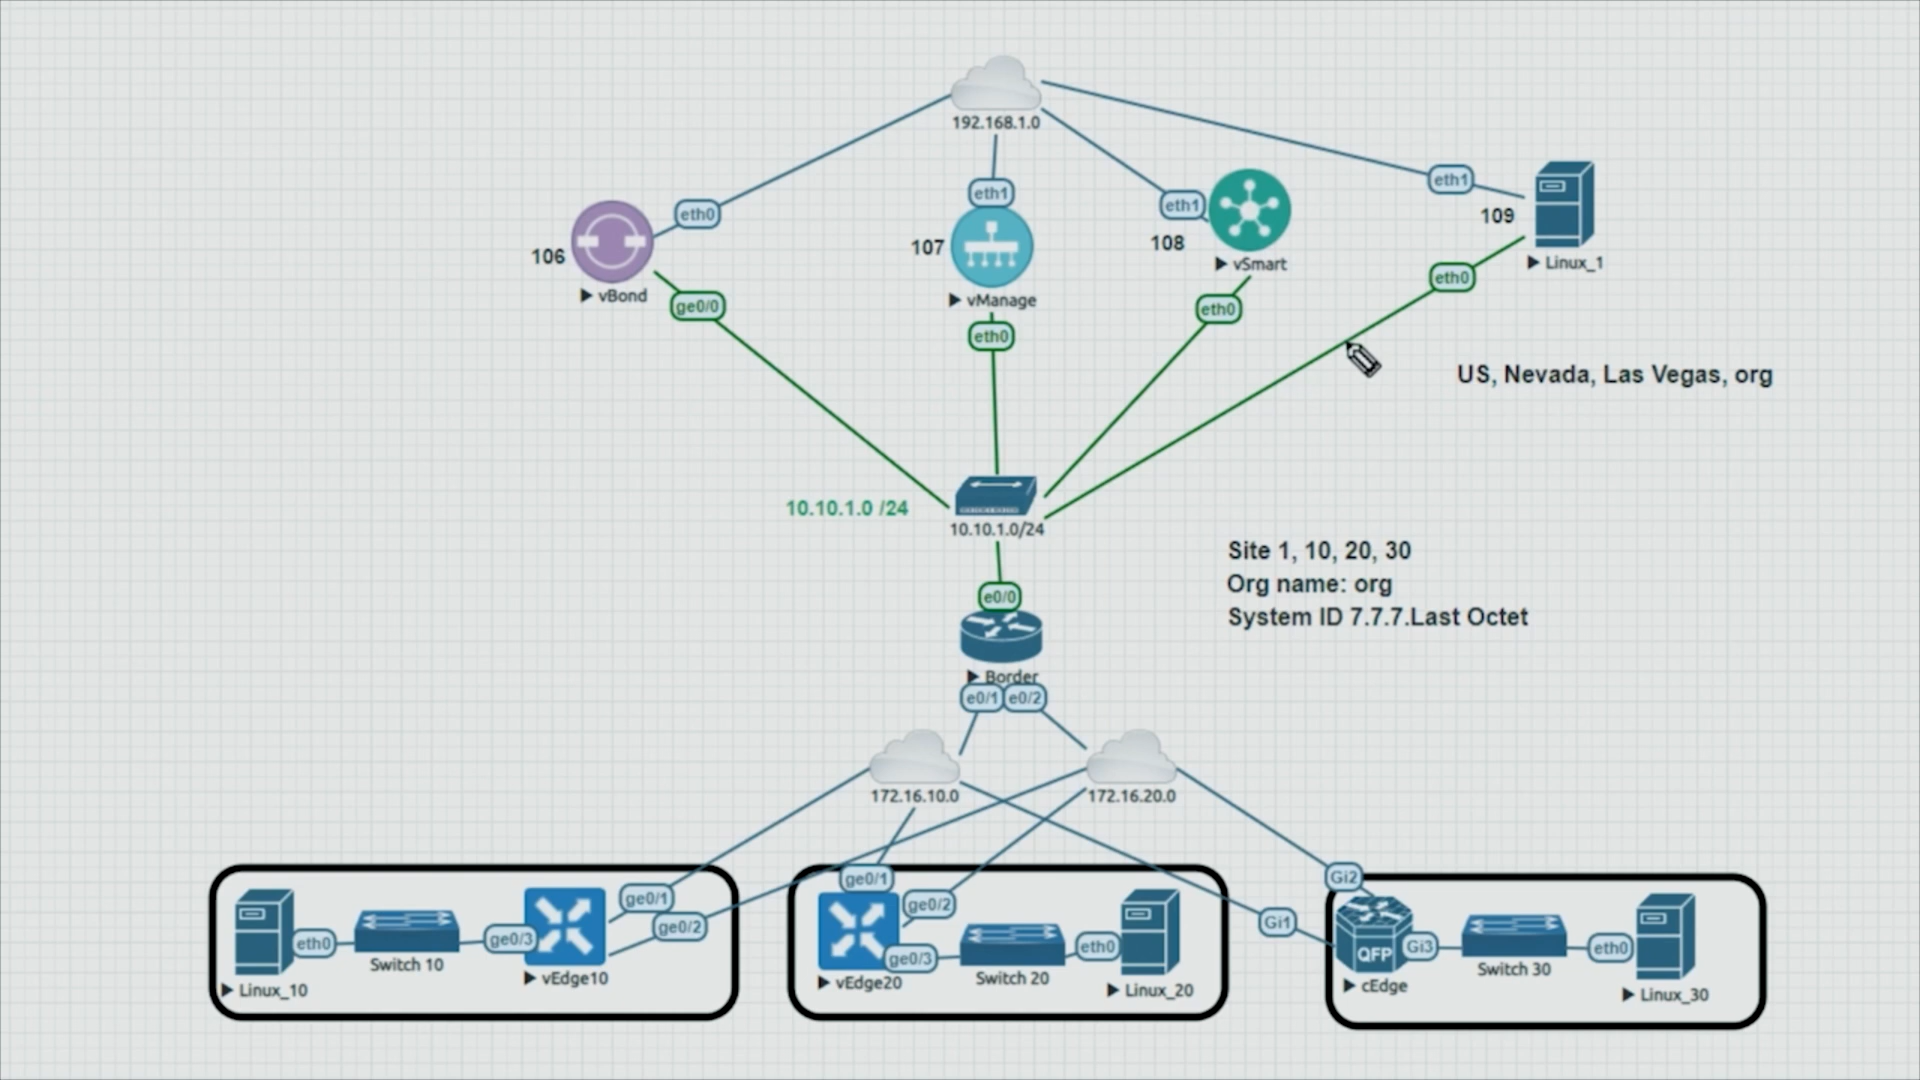 192.168.1.0
eth0
eth1
eth1
eth1
106
107
108
109
vBond
vManage
vSmart
Linux_1
ge0/0
eth0
eth0
eth0
US, Nevada, Las Vegas, org
10.10.1.0 /24
10.10.1.0/24
Site 1, 10, 20, 30
Org name: org
System ID 7.7.7.Last Octet
e0/0
Border
e0/1
e0/2
172.16.10.0
172.16.20.0
ge0/1
ge0/2
eth0
ge0/3
Linux_10
Switch 10
vEdge10
ge0/1
ge0/2
ge0/3
eth0
vEdge20
Switch 20
Linux_20
Gi2
Gi1
QFP
Gi3
eth0
cEdge
Switch 30
Linux_30